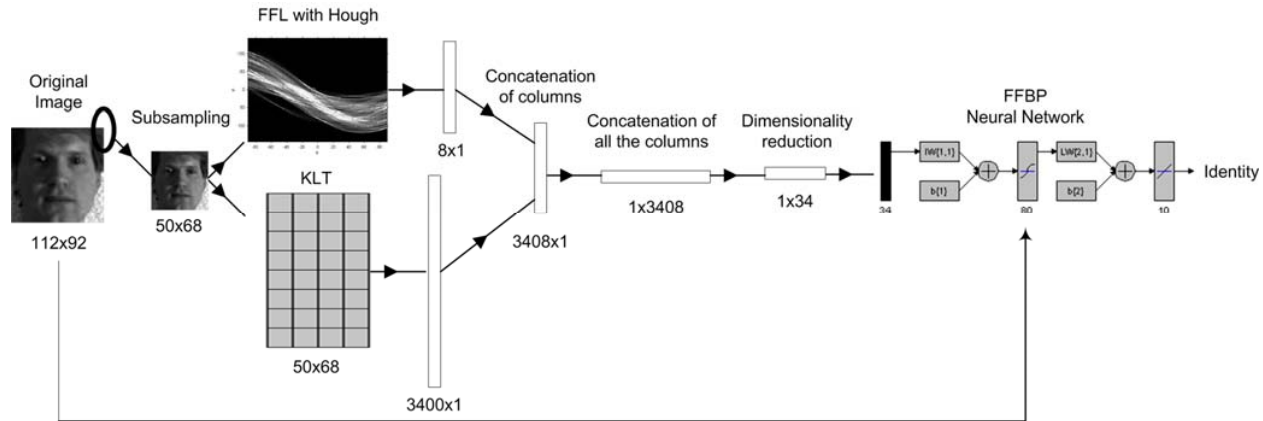 FFL with Hough
Original
Image
Subsampling
112x92
50x68
KLT
50x68
8x1
3400x1
Concatenation
of columns
3408x1
Concatenation of
all the columns
1x3408
Dimensionality
reduction
1x34
FFBP
Neural Network
34
IW[1,1]
b[1]
80
LW[2,1]
b[2]
10
Identity